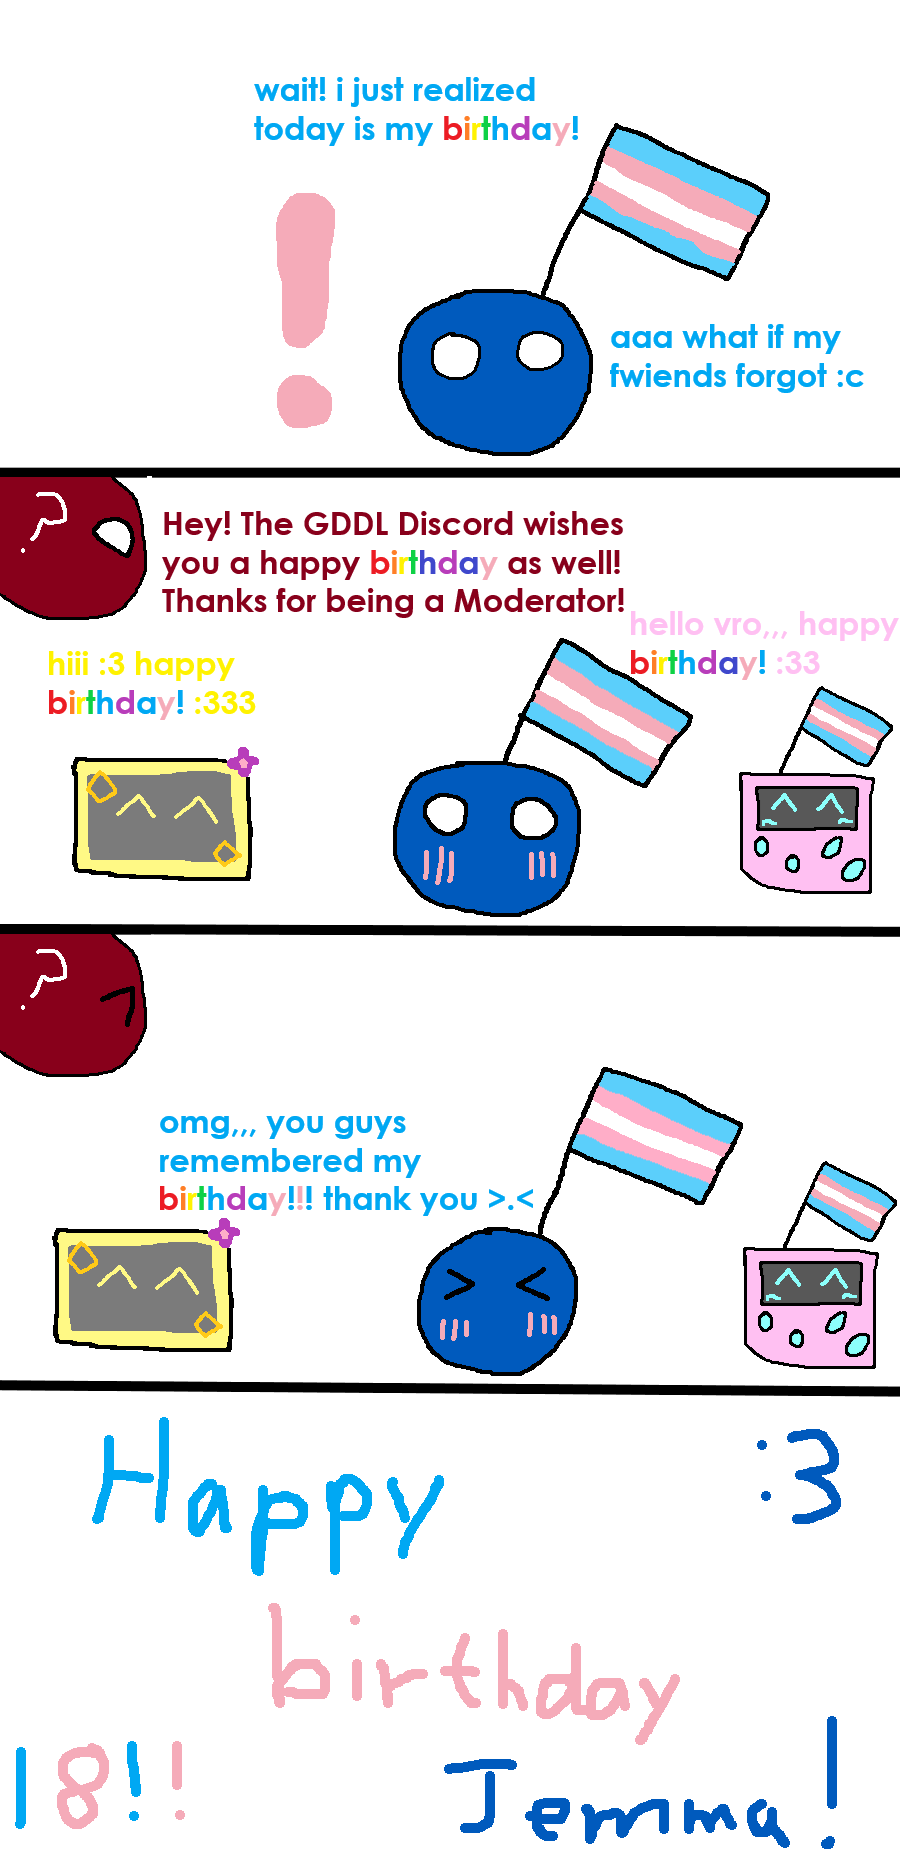 wait! i just realized
today is my birthday!
!
aaa what if my
fwiends forgot :c
?
Hey! The GDDL Discord wishes
you a happy birthday as well!
Thanks for being a Moderator!
hello vro,,, happy
birthday! :33
hiii :3 happy
birthday! :333
?
omg,,, you guys
remembered my
birthday!!! thank you >.<
Happy :3
birthday
18!!
Jemma!